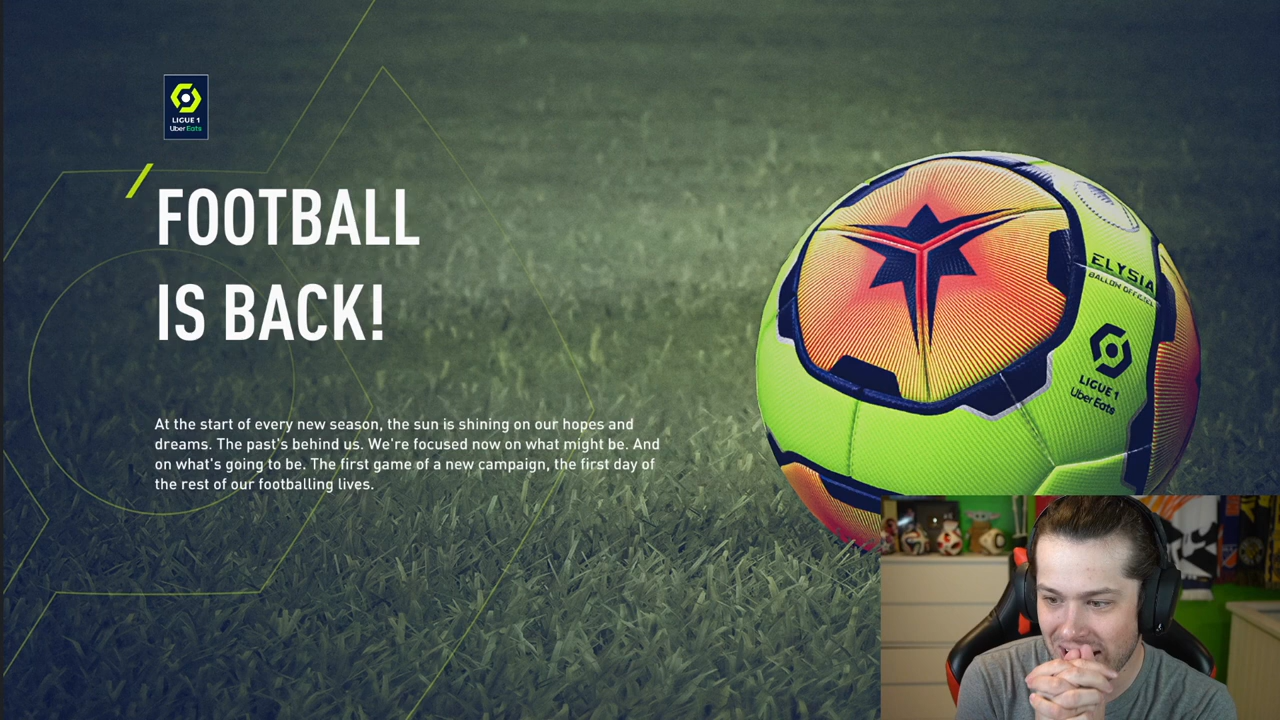 LIGUE 1
Uber Eats
FOOTBALL
IS BACK!
At the start of every new season, the sun is shining on our hopes and
dreams. The past's behind us. We're focused now on what might be. And
on what's going to be. The first game of a new campaign, the first day of
the rest of our footballing lives.
ELYSIA
BALLON OFFICIEL
LIGUE 1
Uber Eats